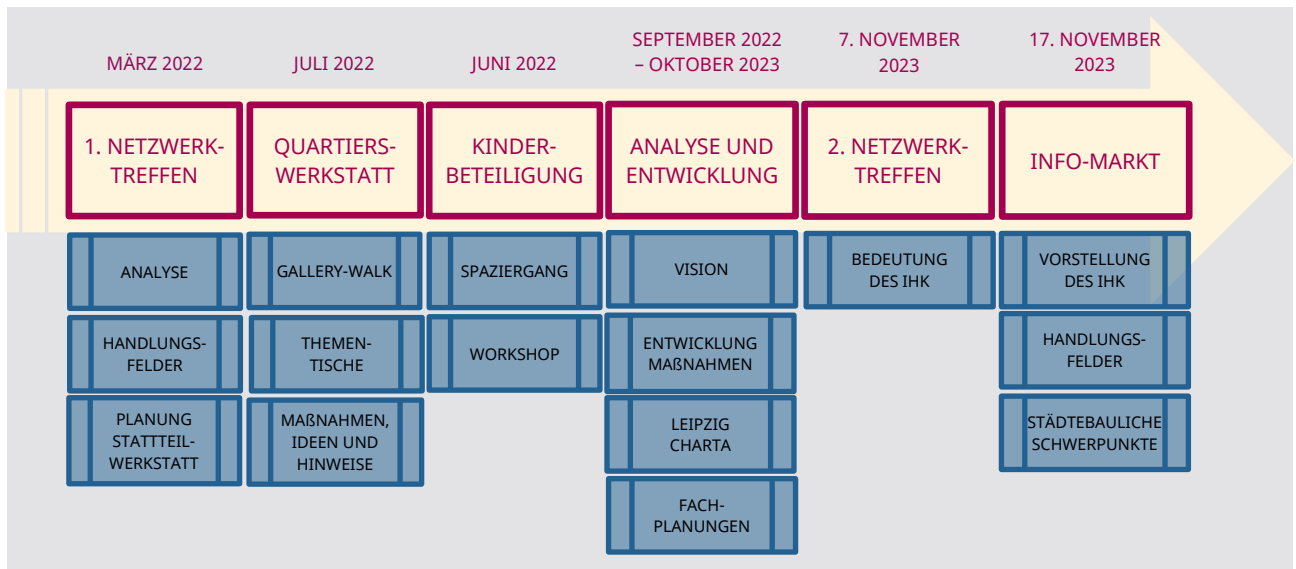 MÄRZ 2022
JULI 2022
JUNI 2022
SEPTEMBER 2022
– OKTOBER 2023
7. NOVEMBER
2023
17. NOVEMBER
2023
1. NETZWERK-
TREFFEN
QUARTIERS-
WERKSTATT
KINDER-
BETEILIGUNG
ANALYSE UND
ENTWICKLUNG
2. NETZWERK-
TREFFEN
INFO-MARKT
ANALYSE
HANDLUNGS-
FELDER
PLANUNG
STATTTEIL-
WERKSTATT
GALLERY-WALK
THEMEN-
TISCHE
MAßNAHMEN,
IDEEN UND
HINWEISE
SPAZIERGANG
WORKSHOP
VISION
ENTWICKLUNG
MAßNAHMEN
LEIPZIG
CHARTA
FACH-
PLANUNGEN
BEDEUTUNG
DES IHK
VORSTELLUNG
DES IHK
HANDLUNGS-
FELDER
STÄDTEBAULICHE
SCHWERPUNKTE